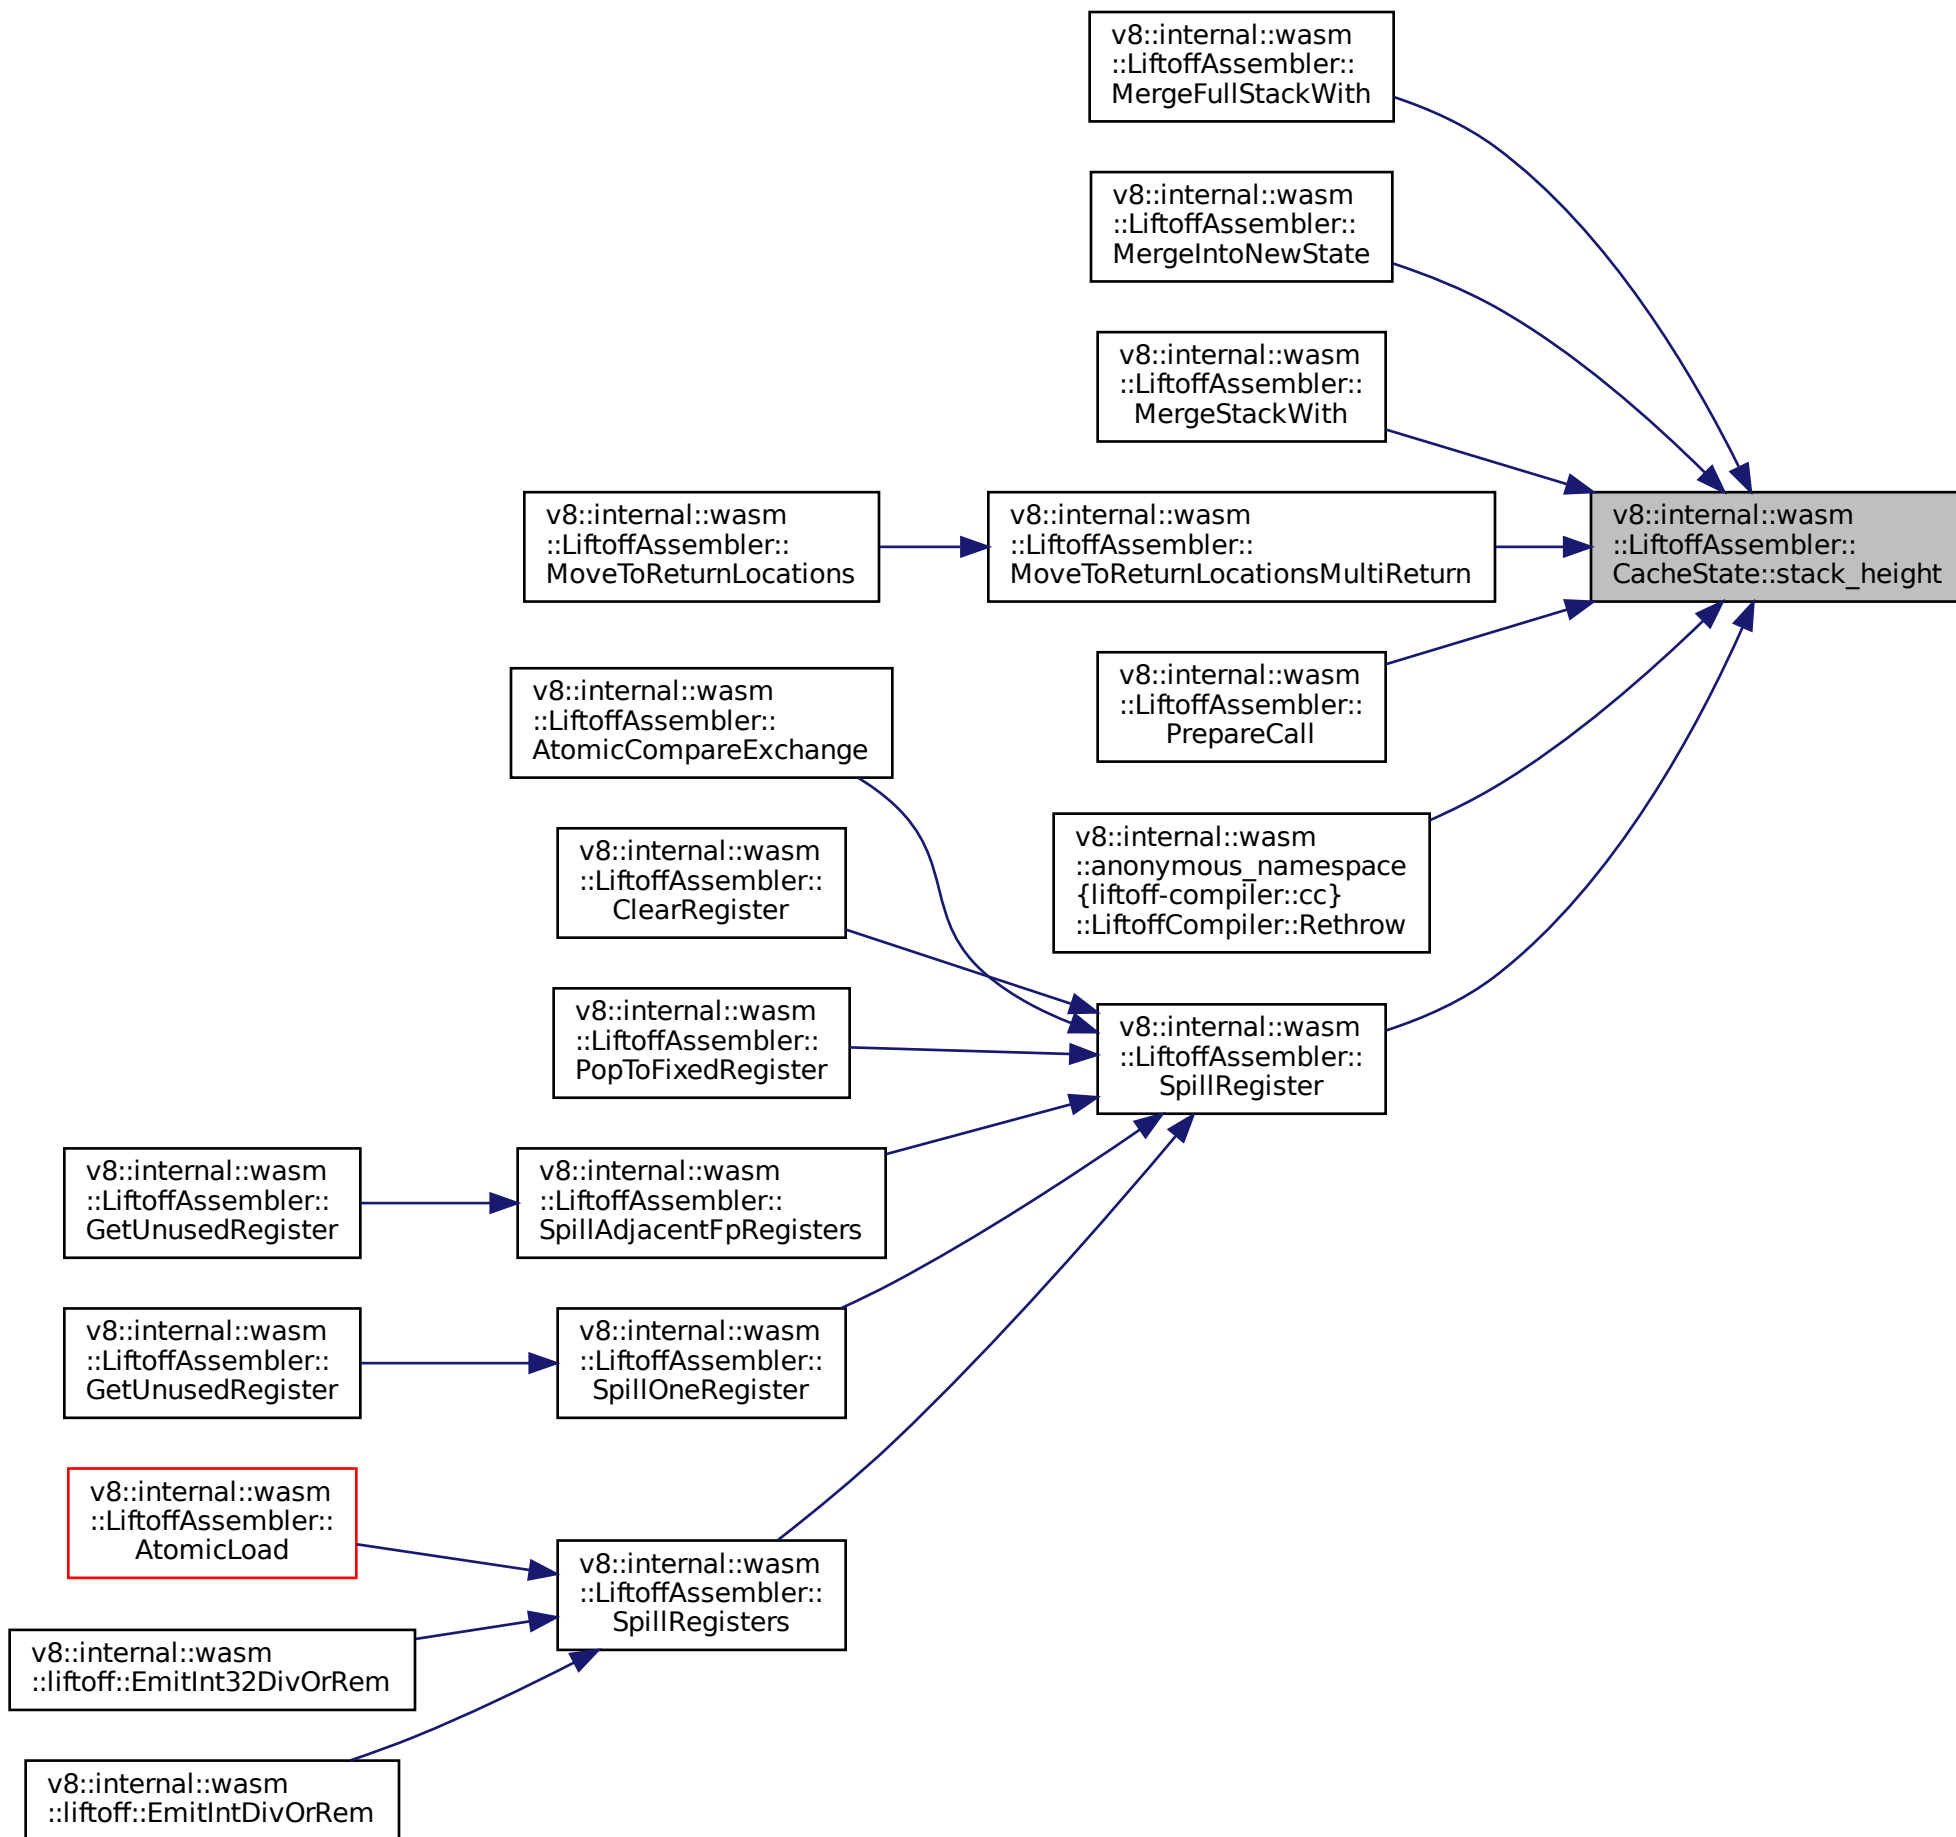 v8::internal::wasm
::LiftoffAssembler::
MergeFullStackWith
v8::internal::wasm
::LiftoffAssembler::
MergeIntoNewState
v8::internal::wasm
::LiftoffAssembler::
MergeStackWith
v8::internal::wasm
::LiftoffAssembler::
MoveToReturnLocations
v8::internal::wasm
::LiftoffAssembler::
MoveToReturnLocationsMultiReturn
v8::internal::wasm
::LiftoffAssembler::
CacheState::stack_height
v8::internal::wasm
::LiftoffAssembler::
PrepareCall
v8::internal::wasm
::LiftoffAssembler::
AtomicCompareExchange
v8::internal::wasm
::anonymous_namespace
{liftoff-compiler::cc}
::LiftoffCompiler::Rethrow
v8::internal::wasm
::LiftoffAssembler::
ClearRegister
v8::internal::wasm
::LiftoffAssembler::
PopToFixedRegister
v8::internal::wasm
::LiftoffAssembler::
SpillRegister
v8::internal::wasm
::LiftoffAssembler::
GetUnusedRegister
v8::internal::wasm
::LiftoffAssembler::
SpillAdjacentFpRegisters
v8::internal::wasm
::LiftoffAssembler::
GetUnusedRegister
v8::internal::wasm
::LiftoffAssembler::
SpillOneRegister
v8::internal::wasm
::LiftoffAssembler::
AtomicLoad
v8::internal::wasm
::LiftoffAssembler::
SpillRegisters
v8::internal::wasm
::liftoff::EmitInt32DivOrRem
v8::internal::wasm
::liftoff::EmitIntDivOrRem